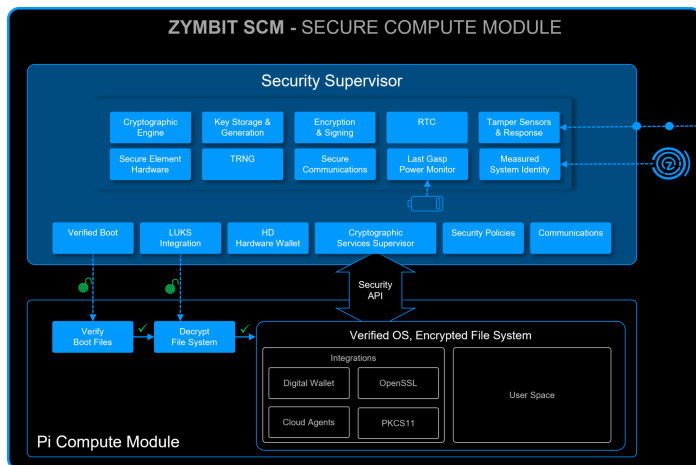 ZYMBIT SCM - SECURE COMPUTE MODULE
Security Supervisor
Cryptographic
Engine
Key Storage &
Generation
Encryption
& Signing
RTC
Tamper Sensors
& Response
Secure Element
Hardware
TRNG
Secure
Communications
Last Gasp
Power Monitor
Measured
System Identity
Z
Verified Boot
LUKS
Integration
HD
Hardware Wallet
Cryptographic
Services Supervisor
Security Policies
Communications
Security
API
Verify
Boot Files
Decrypt
File System
Verified OS, Encrypted File System
Integrations
Digital Wallet
OpenSSL
Cloud Agents
PKCS11
User Space
Pi Compute Module